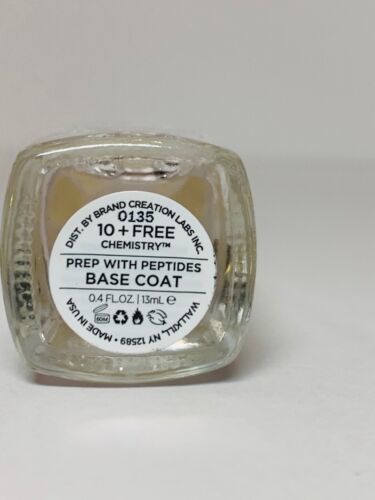 DIST. BY BRAND CREATION LABS INC.
0135
10 + FREE
CHEMISTRY™
PREP WITH PEPTIDES
BASE COAT
0.4 FL.OZ. | 13mL ℮
60M
WALLKILL, NY 12589 • MADE IN USA